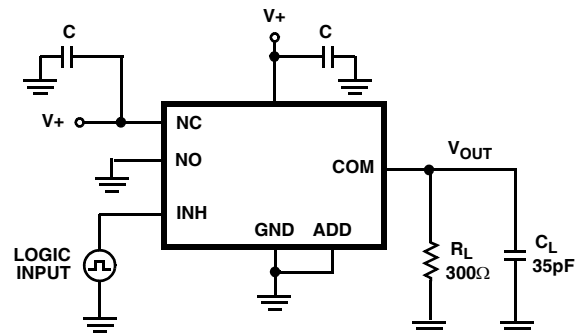 V+
C
C
V+
NC
NO
COM
VOUT
INH
GND ADD
LOGIC
INPUT
RL
300Ω
CL
35pF